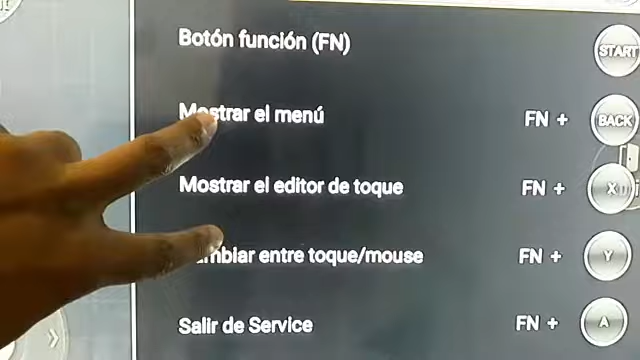 Botón función (FN) START
Mostrar el menú FN + BACK
Mostrar el editor de toque FN + X
Cambiar entre toque/mouse FN + Y
Salir de Service FN + A